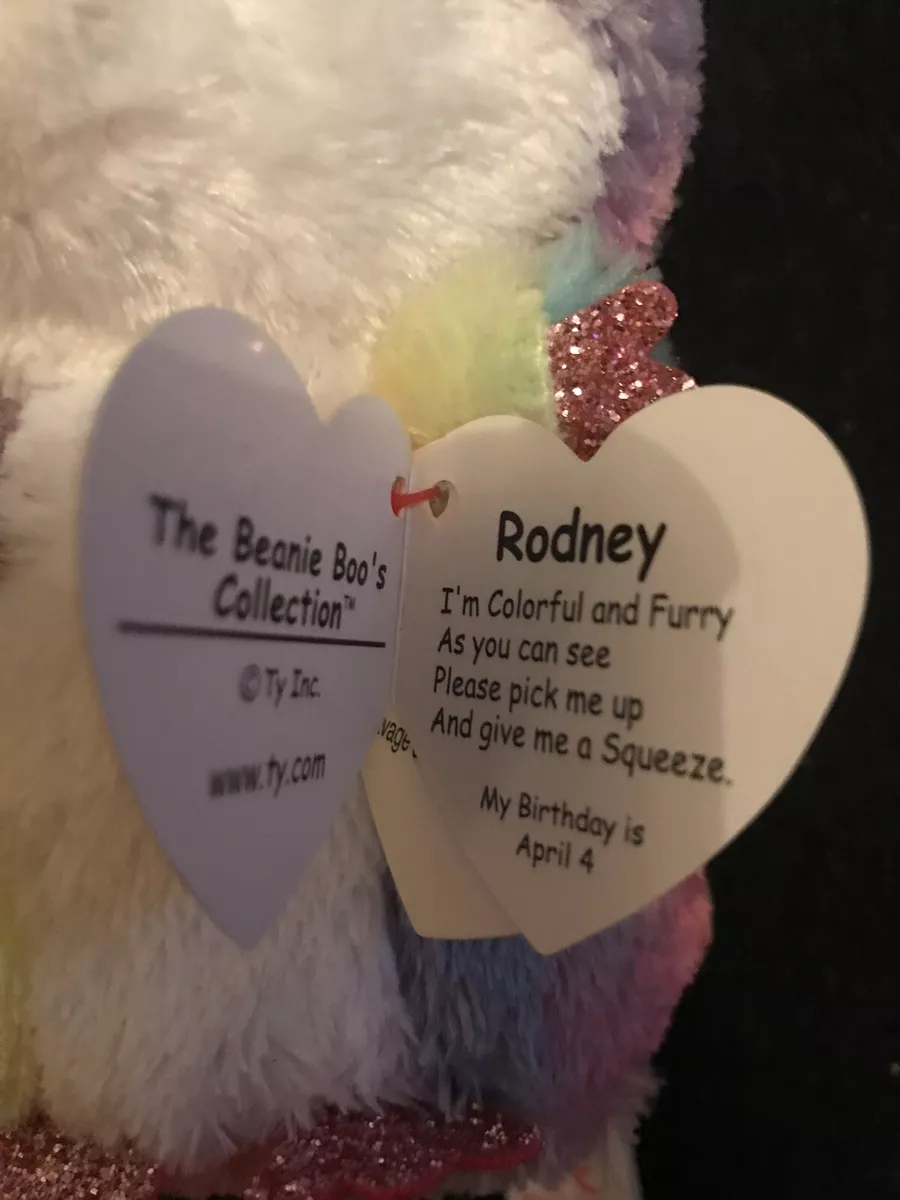 The Beanie Boo's
Collection™
©Ty Inc.
www.ty.com
Rodney
I'm Colorful and Furry
As you can see
Please pick me up
And give me a Squeeze.
My Birthday is
April 4